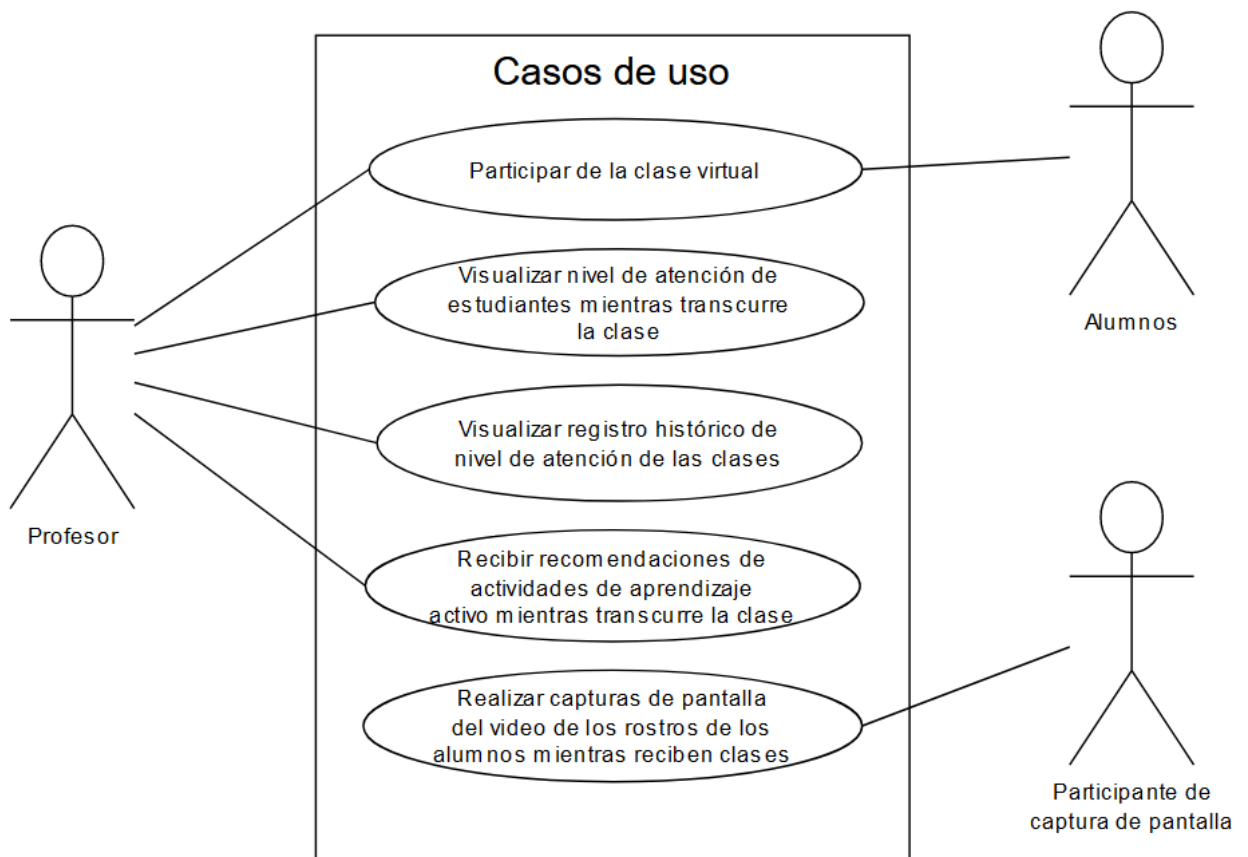 Casos de uso
Participar de la clase virtual
Visualizar nivel de atención de
estudiantes mientras transcurre
la clase
Visualizar registro histórico de
nivel de atención de las clases
Recibir recomendaciones de
actividades de aprendizaje
activo mientras transcurre la clase
Realizar capturas de pantalla
del video de los rostros de los
alumnos mientras reciben clases
Profesor
Alumnos
Participante de
captura de pantalla